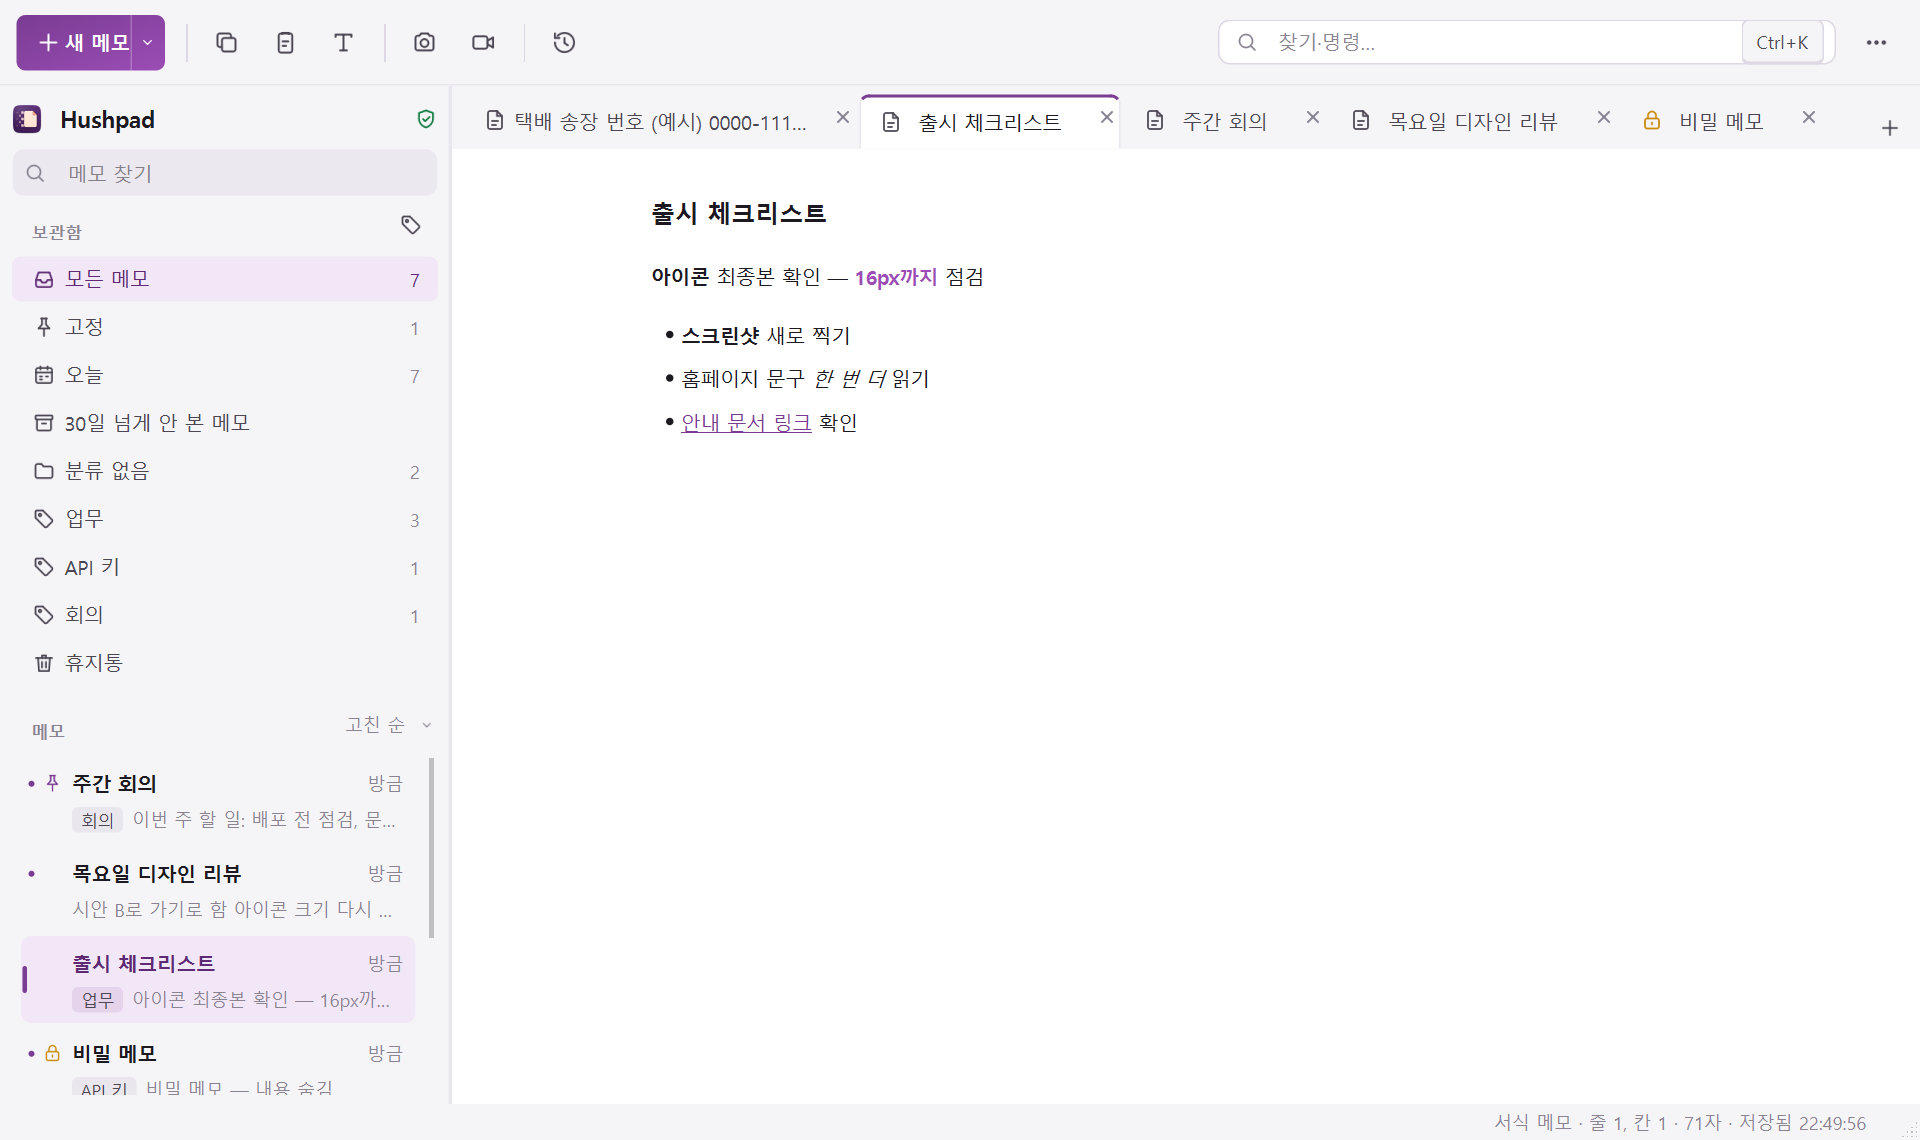 새 메모
찾기·명령...
Ctrl+K
Hushpad
메모 찾기
보관함
모든 메모 7
고정 1
오늘 7
30일 넘게 안 본 메모
분류 없음 2
업무 3
API 키 1
회의 1
휴지통
메모
고친 순
주간 회의 방금
회의 이번 주 할 일: 배포 전 점검, 문...
목요일 디자인 리뷰 방금
시안 B로 가기로 함 아이콘 크기 다시 ...
출시 체크리스트 방금
업무 아이콘 최종본 확인 — 16px까...
비밀 메모 방금
API 키 비밀 메모 — 내용 숨김
택배 송장 번호 (예시) 0000-111...
출시 체크리스트
주간 회의
목요일 디자인 리뷰
비밀 메모
출시 체크리스트
아이콘 최종본 확인 — 16px까지 점검
• 스크린샷 새로 찍기
• 홈페이지 문구 한 번 더 읽기
• 안내 문서 링크 확인
서식 메모 · 줄 1, 칸 1 · 71자 · 저장됨 22:49:56